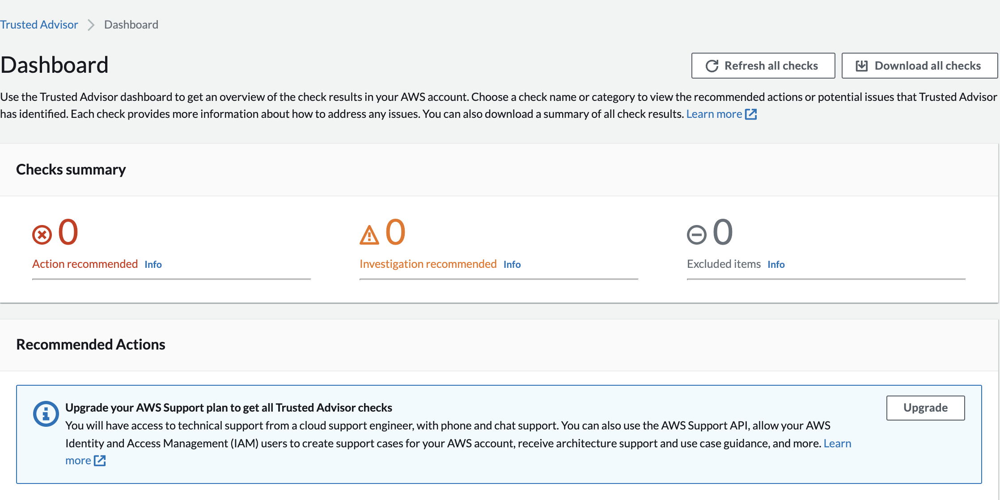 Trusted Advisor Dashboard
Dashboard
Refresh all checks
Download all checks
Use the Trusted Advisor dashboard to get an overview of the check results in your AWS account. Choose a check name or category to view the recommended actions or potential issues that Trusted Advisor
has identified. Each check provides more information about how to address any issues. You can also download a summary of all check results. Learn more
Checks summary
0
Action recommended Info
0
Investigation recommended Info
0
Excluded items Info
Recommended Actions
Upgrade your AWS Support plan to get all Trusted Advisor checks
You will have access to technical support from a cloud support engineer, with phone and chat support. You can also use the AWS Support API, allow your AWS
Identity and Access Management (IAM) users to create support cases for your AWS account, receive architecture support and use case guidance, and more. Learn
more
Upgrade